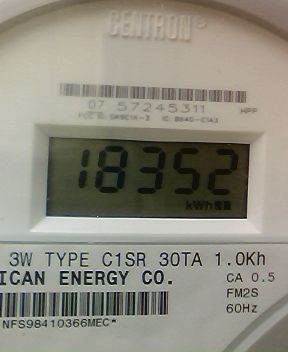 CENTRON®
07 57245311 HPP
18352
kWh
3W TYPE C1SR 30TA 1.0Kh
ICAN ENERGY CO.
CA 0.5
FM2S
60Hz
NFS98410366MEC*